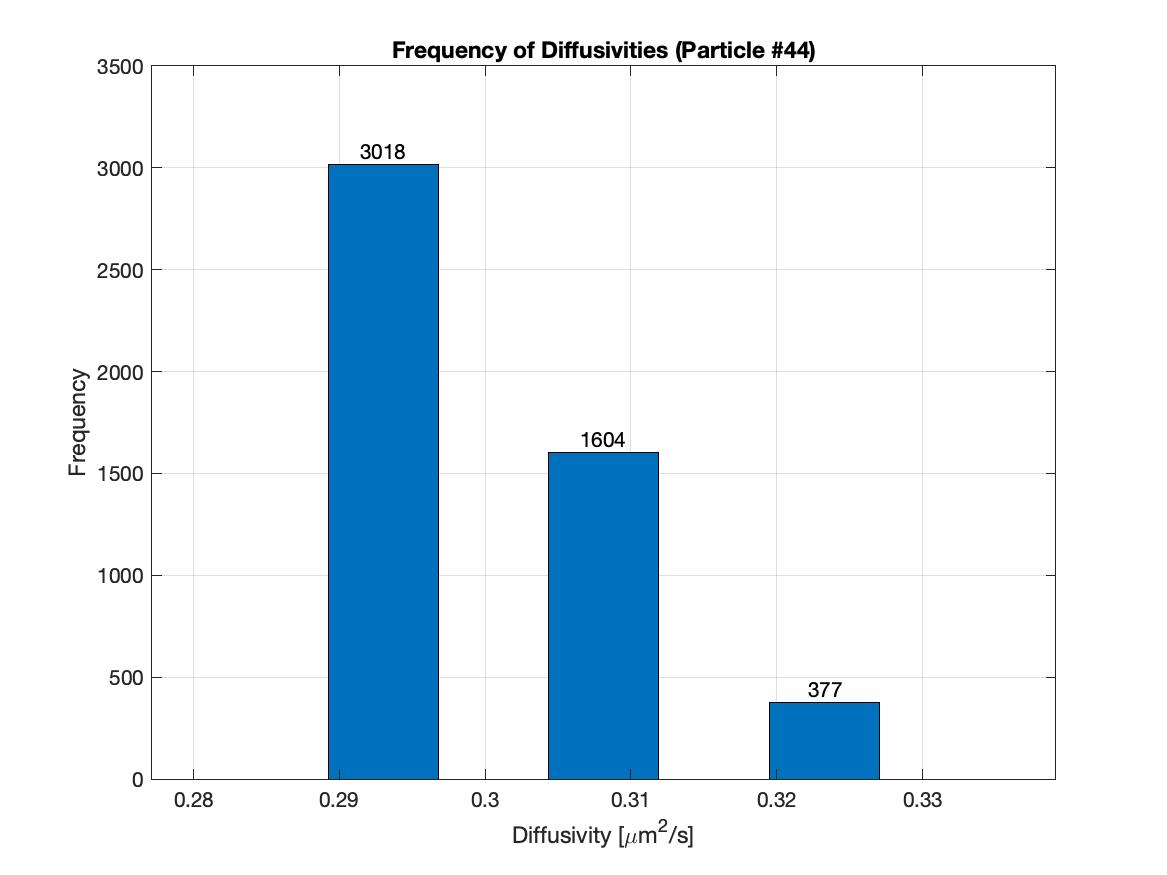 Frequency of Diffusivities (Particle #44)
3500
3000
2500
2000
1500
1000
500
0
Frequency
3018
1604
377
0.28 0.29 0.3 0.31 0.32 0.33
Diffusivity [μm²/s]